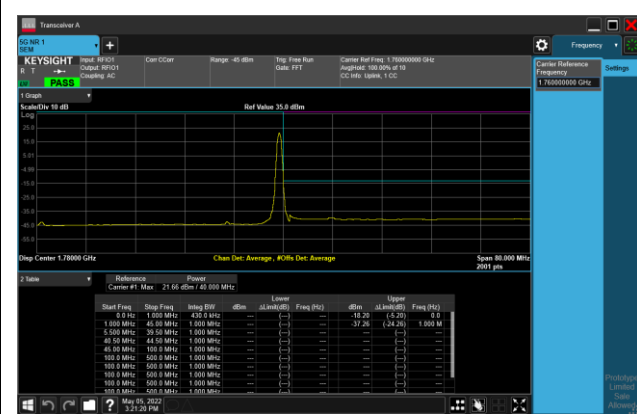 Transceiver A
5G NR 1
SEM
Frequency
KEYSIGHT
R T
PASS
Input: RFIO1
Output: RFIO1
Coupling: AC
Corr CCorr
Range: -45 dBm
Trig: Free Run
Gate: FFT
Carrier Ref Freq: 1.760000000 GHz
Avg|Hold: 100.00% of 10
CC Info: Uplink, 1 CC
Carrier Reference
Frequency
1.760000000 GHz
Settings
1 Graph
Scale/Div 10 dB
Ref Value 35.0 dBm
Log
25.0
15.0
5.01
-4.99
-15.0
-25.0
-35.0
-45.0
-55.0
Disp Center 1.78000 GHz
Chan Det: Average , #Offs Det: Average
Span 80.000 MHz
2001 pts
2 Table
Reference Power
Carrier #1 Max 21.66 dBm / 40.000 MHz
Lower Upper
Start Freq Stop Freq Integ BW dBm ΔLimit(dB) Freq (Hz) dBm ΔLimit(dB) Freq (Hz)
0.0 Hz 1.000 MHz 430.0 kHz --- (---) --- -18.20 (-5.20) 0.0
1.000 MHz 45.00 MHz 1.000 MHz --- (---) --- -37.26 (-24.26) 1.000 M
5.500 MHz 39.50 MHz 1.000 MHz --- (---) --- --- (---) ---
40.50 MHz 44.50 MHz 1.000 MHz --- (---) --- --- (---) ---
45.00 MHz 100.0 MHz 1.000 MHz --- (---) --- --- (---) ---
100.0 MHz 500.0 MHz 1.000 MHz --- (---) --- --- (---) ---
100.0 MHz 500.0 MHz 1.000 MHz --- (---) --- --- (---) ---
100.0 MHz 500.0 MHz 1.000 MHz --- (---) --- --- (---) ---
100.0 MHz 500.0 MHz 1.000 MHz --- (---) --- --- (---) ---
May 05, 2022
3:21:20 PM
Prototype
Limited
Sale
Allowed